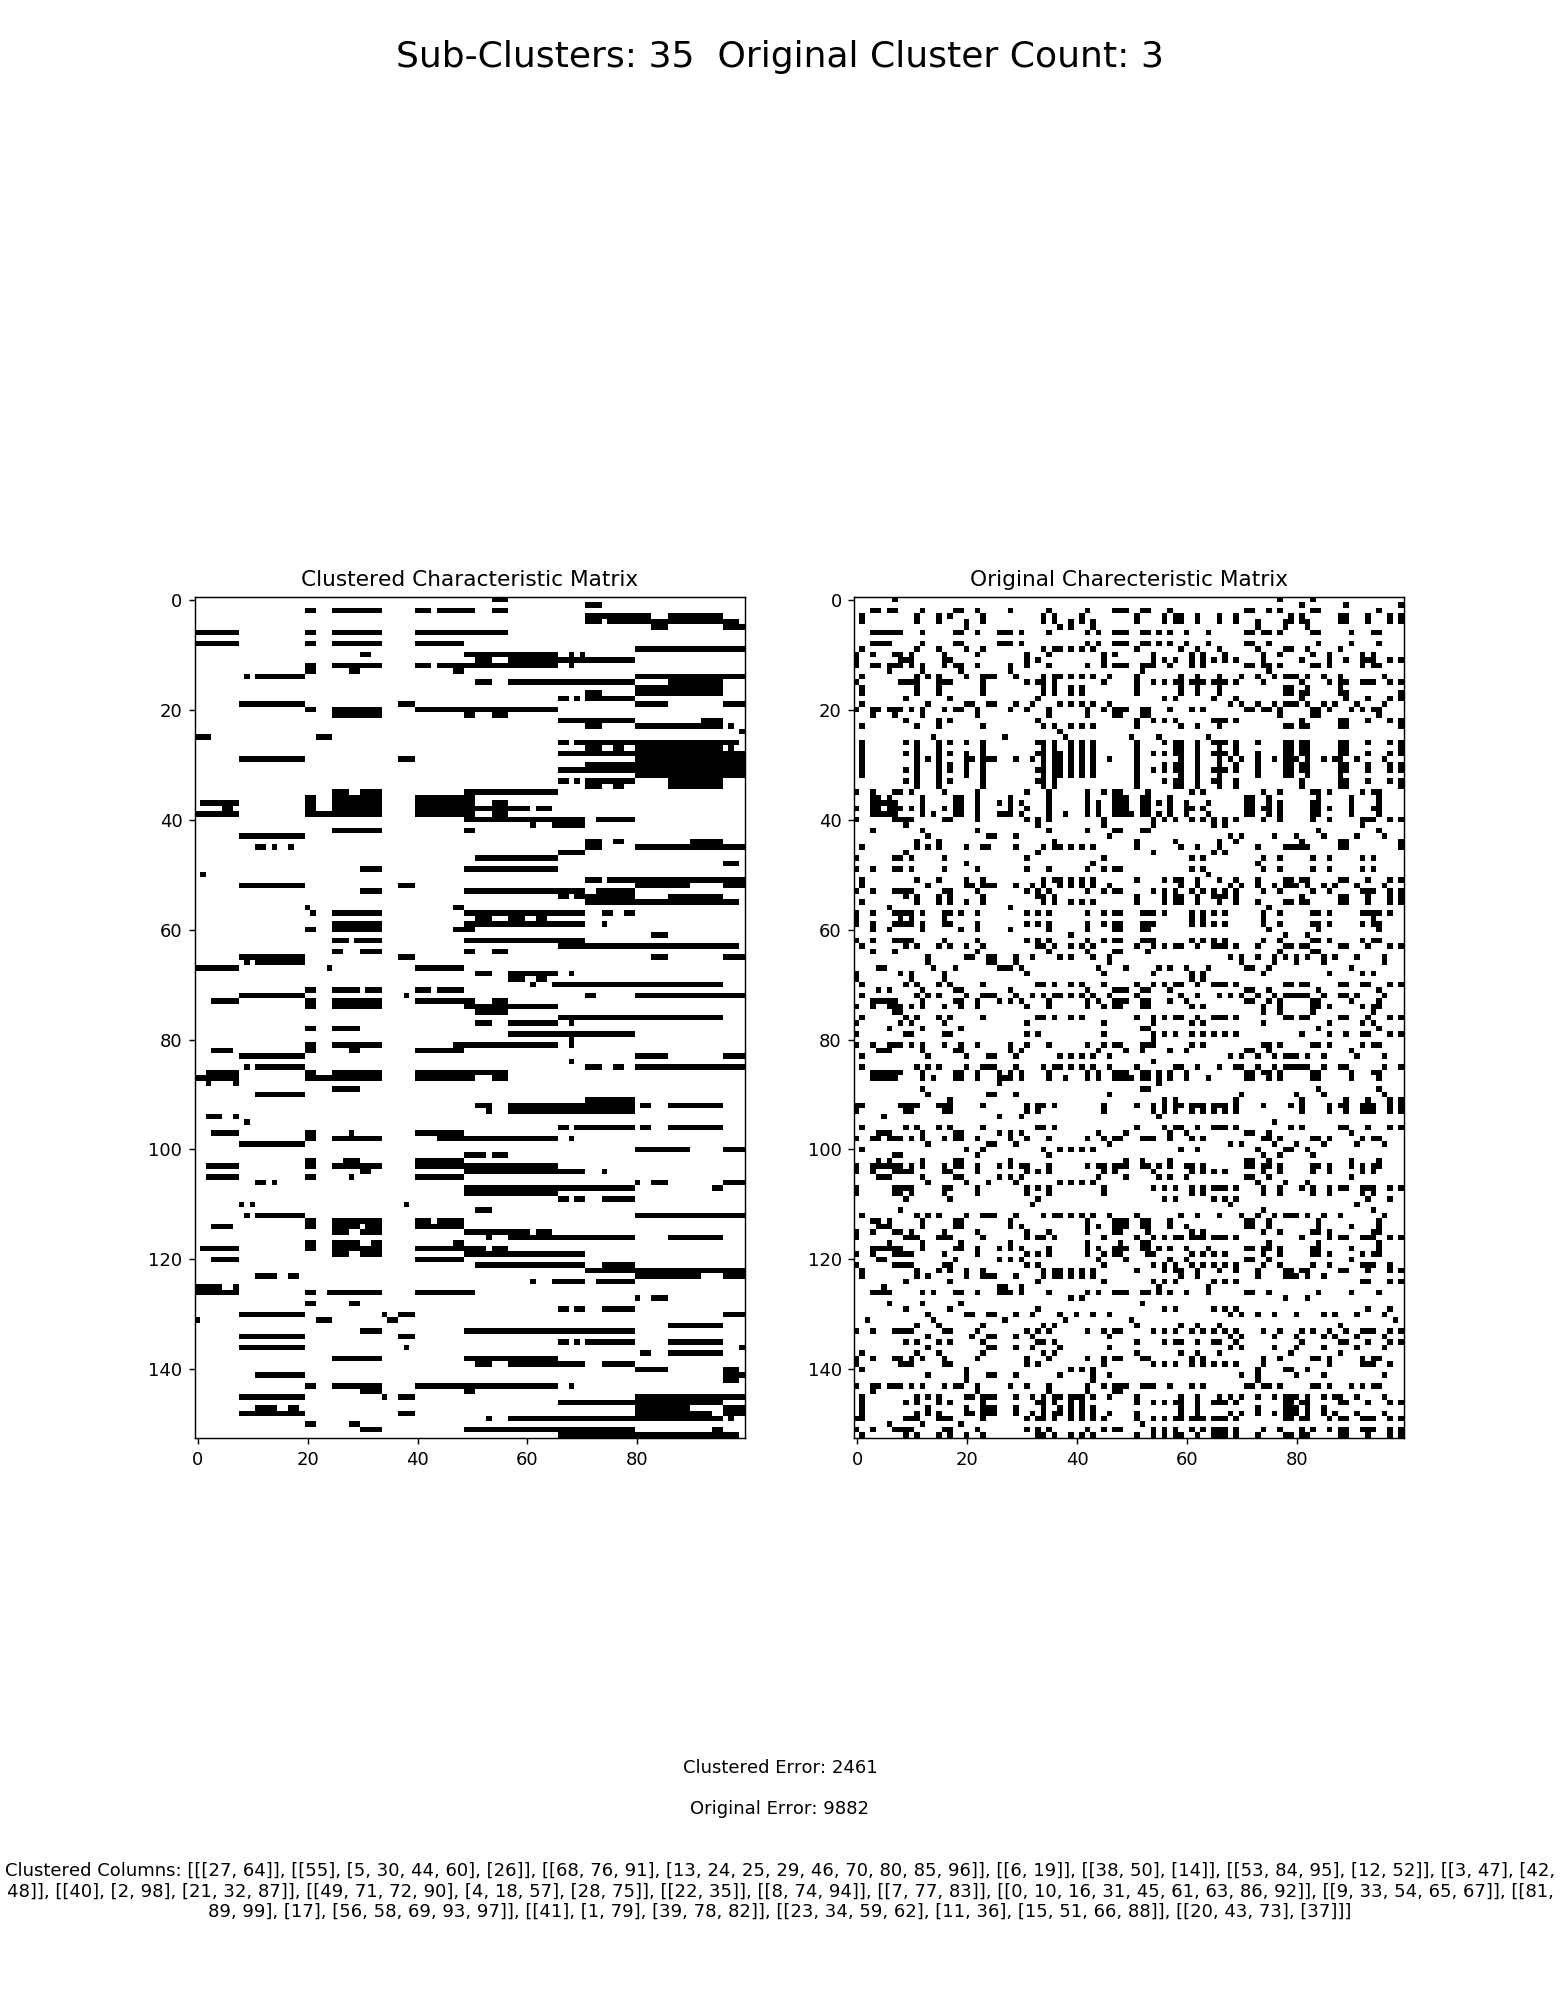 Sub-Clusters: 35  Original Cluster Count: 3
Clustered Characteristic Matrix
Original Charecteristic Matrix
0
20
40
60
80
100
120
140
0 20 40 60 80
0
20
40
60
80
100
120
140
0 20 40 60 80
Clustered Error: 2461
Original Error: 9882
Clustered Columns: [[[27, 64]], [[55], [5, 30, 44, 60], [26]], [[68, 76, 91], [13, 24, 25, 29, 46, 70, 80, 85, 96]], [[6, 19]], [[38, 50], [14]], [[53, 84, 95], [12, 52]], [[3, 47], [42,
48]], [[40], [2, 98], [21, 32, 87]], [[49, 71, 72, 90], [4, 18, 57], [28, 75]], [[22, 35]], [[8, 74, 94]], [[7, 77, 83]], [[0, 10, 16, 31, 45, 61, 63, 86, 92]], [[9, 33, 54, 65, 67]], [[81,
89, 99], [17], [56, 58, 69, 93, 97]], [[41], [1, 79], [39, 78, 82]], [[23, 34, 59, 62], [11, 36], [15, 51, 66, 88]], [[20, 43, 73], [37]]]